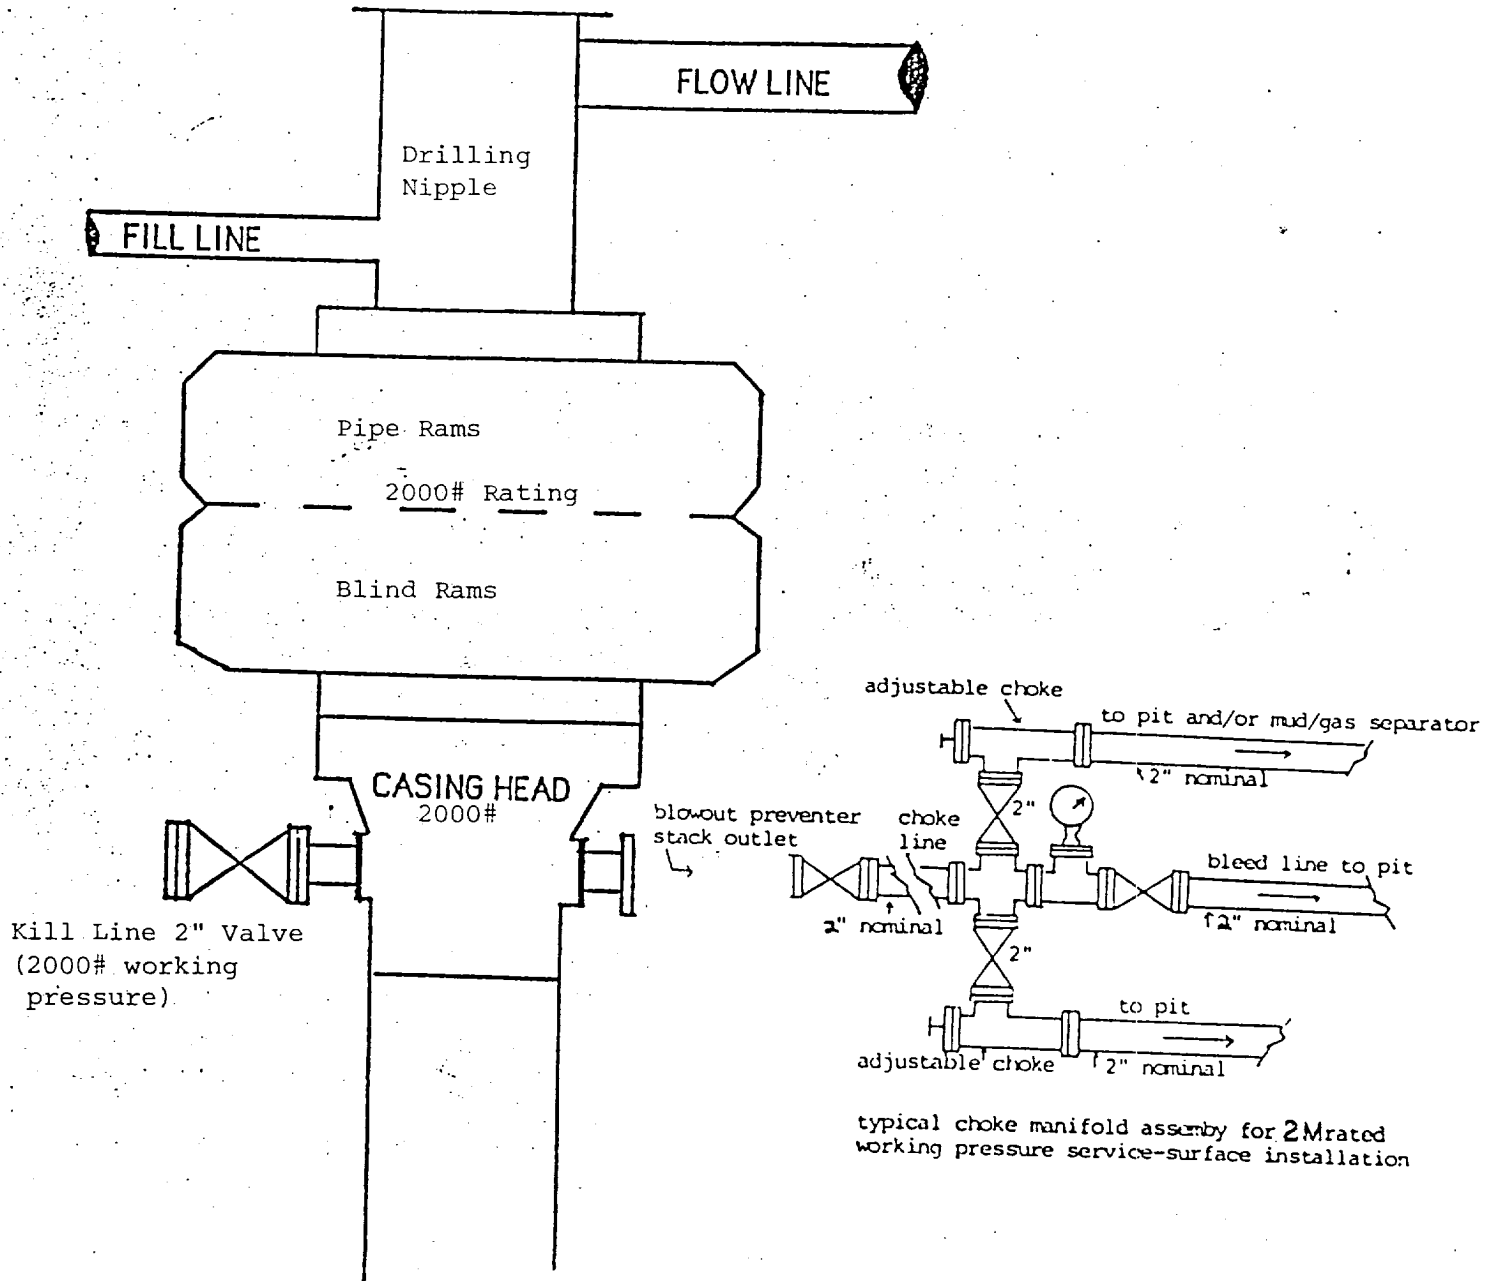 FLOW LINE
Drilling
Nipple
FILL LINE
Pipe Rams
2000# Rating
Blind Rams
CASING HEAD
2000#
Kill Line 2" Valve
(2000# working
pressure)
blowout preventer
stack outlet
adjustable choke
to pit and/or mud/gas separator
2" nominal
2"
choke
line
bleed line to pit
2" nominal
2" nominal
2"
to pit
adjustable choke
2" nominal
typical choke manifold assemby for 2Mrated
working pressure service-surface installation